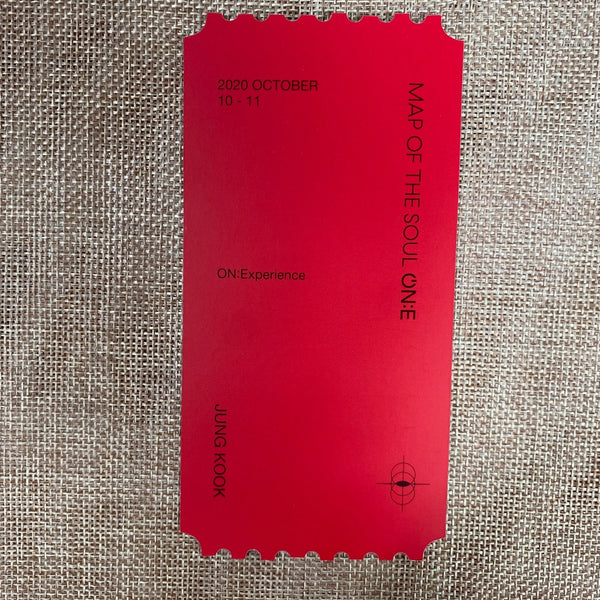 2020 OCTOBER
10 - 11
MAP OF THE SOUL ON:E
ON:Experience
JUNG KOOK